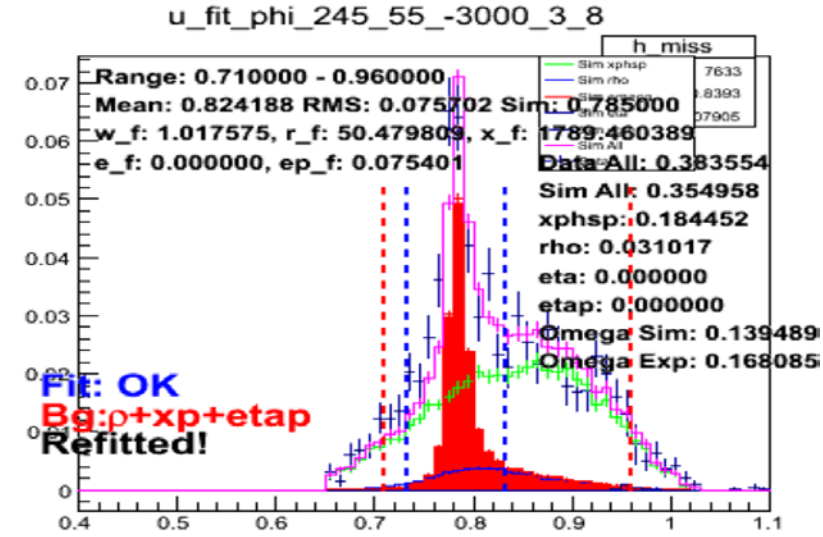 u_fit_phi_245_55_-3000_3_8
h_miss
7633
Sim xphsp
Sim rho
Sim All
Range: 0.710000 - 0.960000
Mean: 0.824188 RMS: 0.075702 Sim: 0.785000
w_f: 1.017575, r_f: 50.479809, x_f: 1789.460389
e_f: 0.000000, ep_f: 0.075401
Data All: 0.383554
Sim All: 0.354958
xphsp: 0.184452
rho: 0.031017
eta: 0.000000
etap: 0.000000
Omega Sim: 0.139489
Omega Exp: 0.168085
Fit: OK
Bg:ρ+xp+etap
Refitted!
0.07
0.06
0.05
0.04
0.03
0
0.4 0.5 0.6 0.7 0.8 0.9 1 1.1